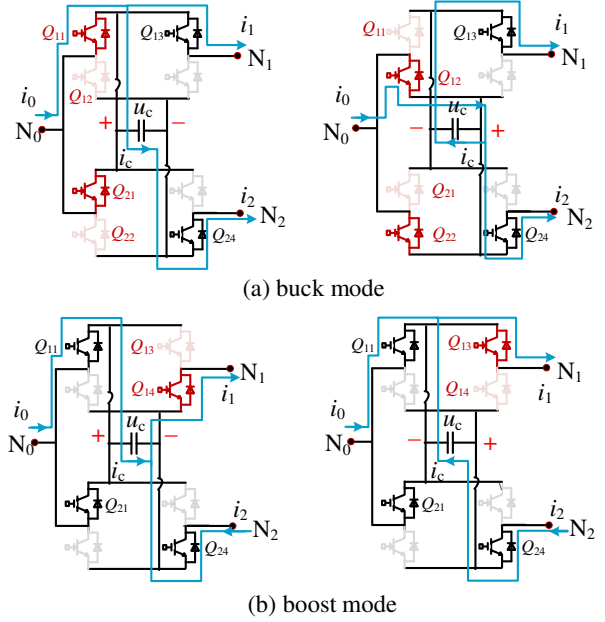 Q11 Q13 i1
N1
Q12
i0
N0
+ uc −
ic
Q21
i2
N2
Q22 Q24
Q11 Q13 i1
N1
Q12
i0
N0
− uc +
ic
Q21
i2
N2
Q22 Q24
(a) buck mode
Q11 Q13
N1
Q14 i1
i0
N0
+ uc −
ic
Q21 i2
N2
Q24
Q11 Q13
N1
Q14 i1
i0
N0
− uc +
ic
Q21 i2
N2
Q24
(b) boost mode